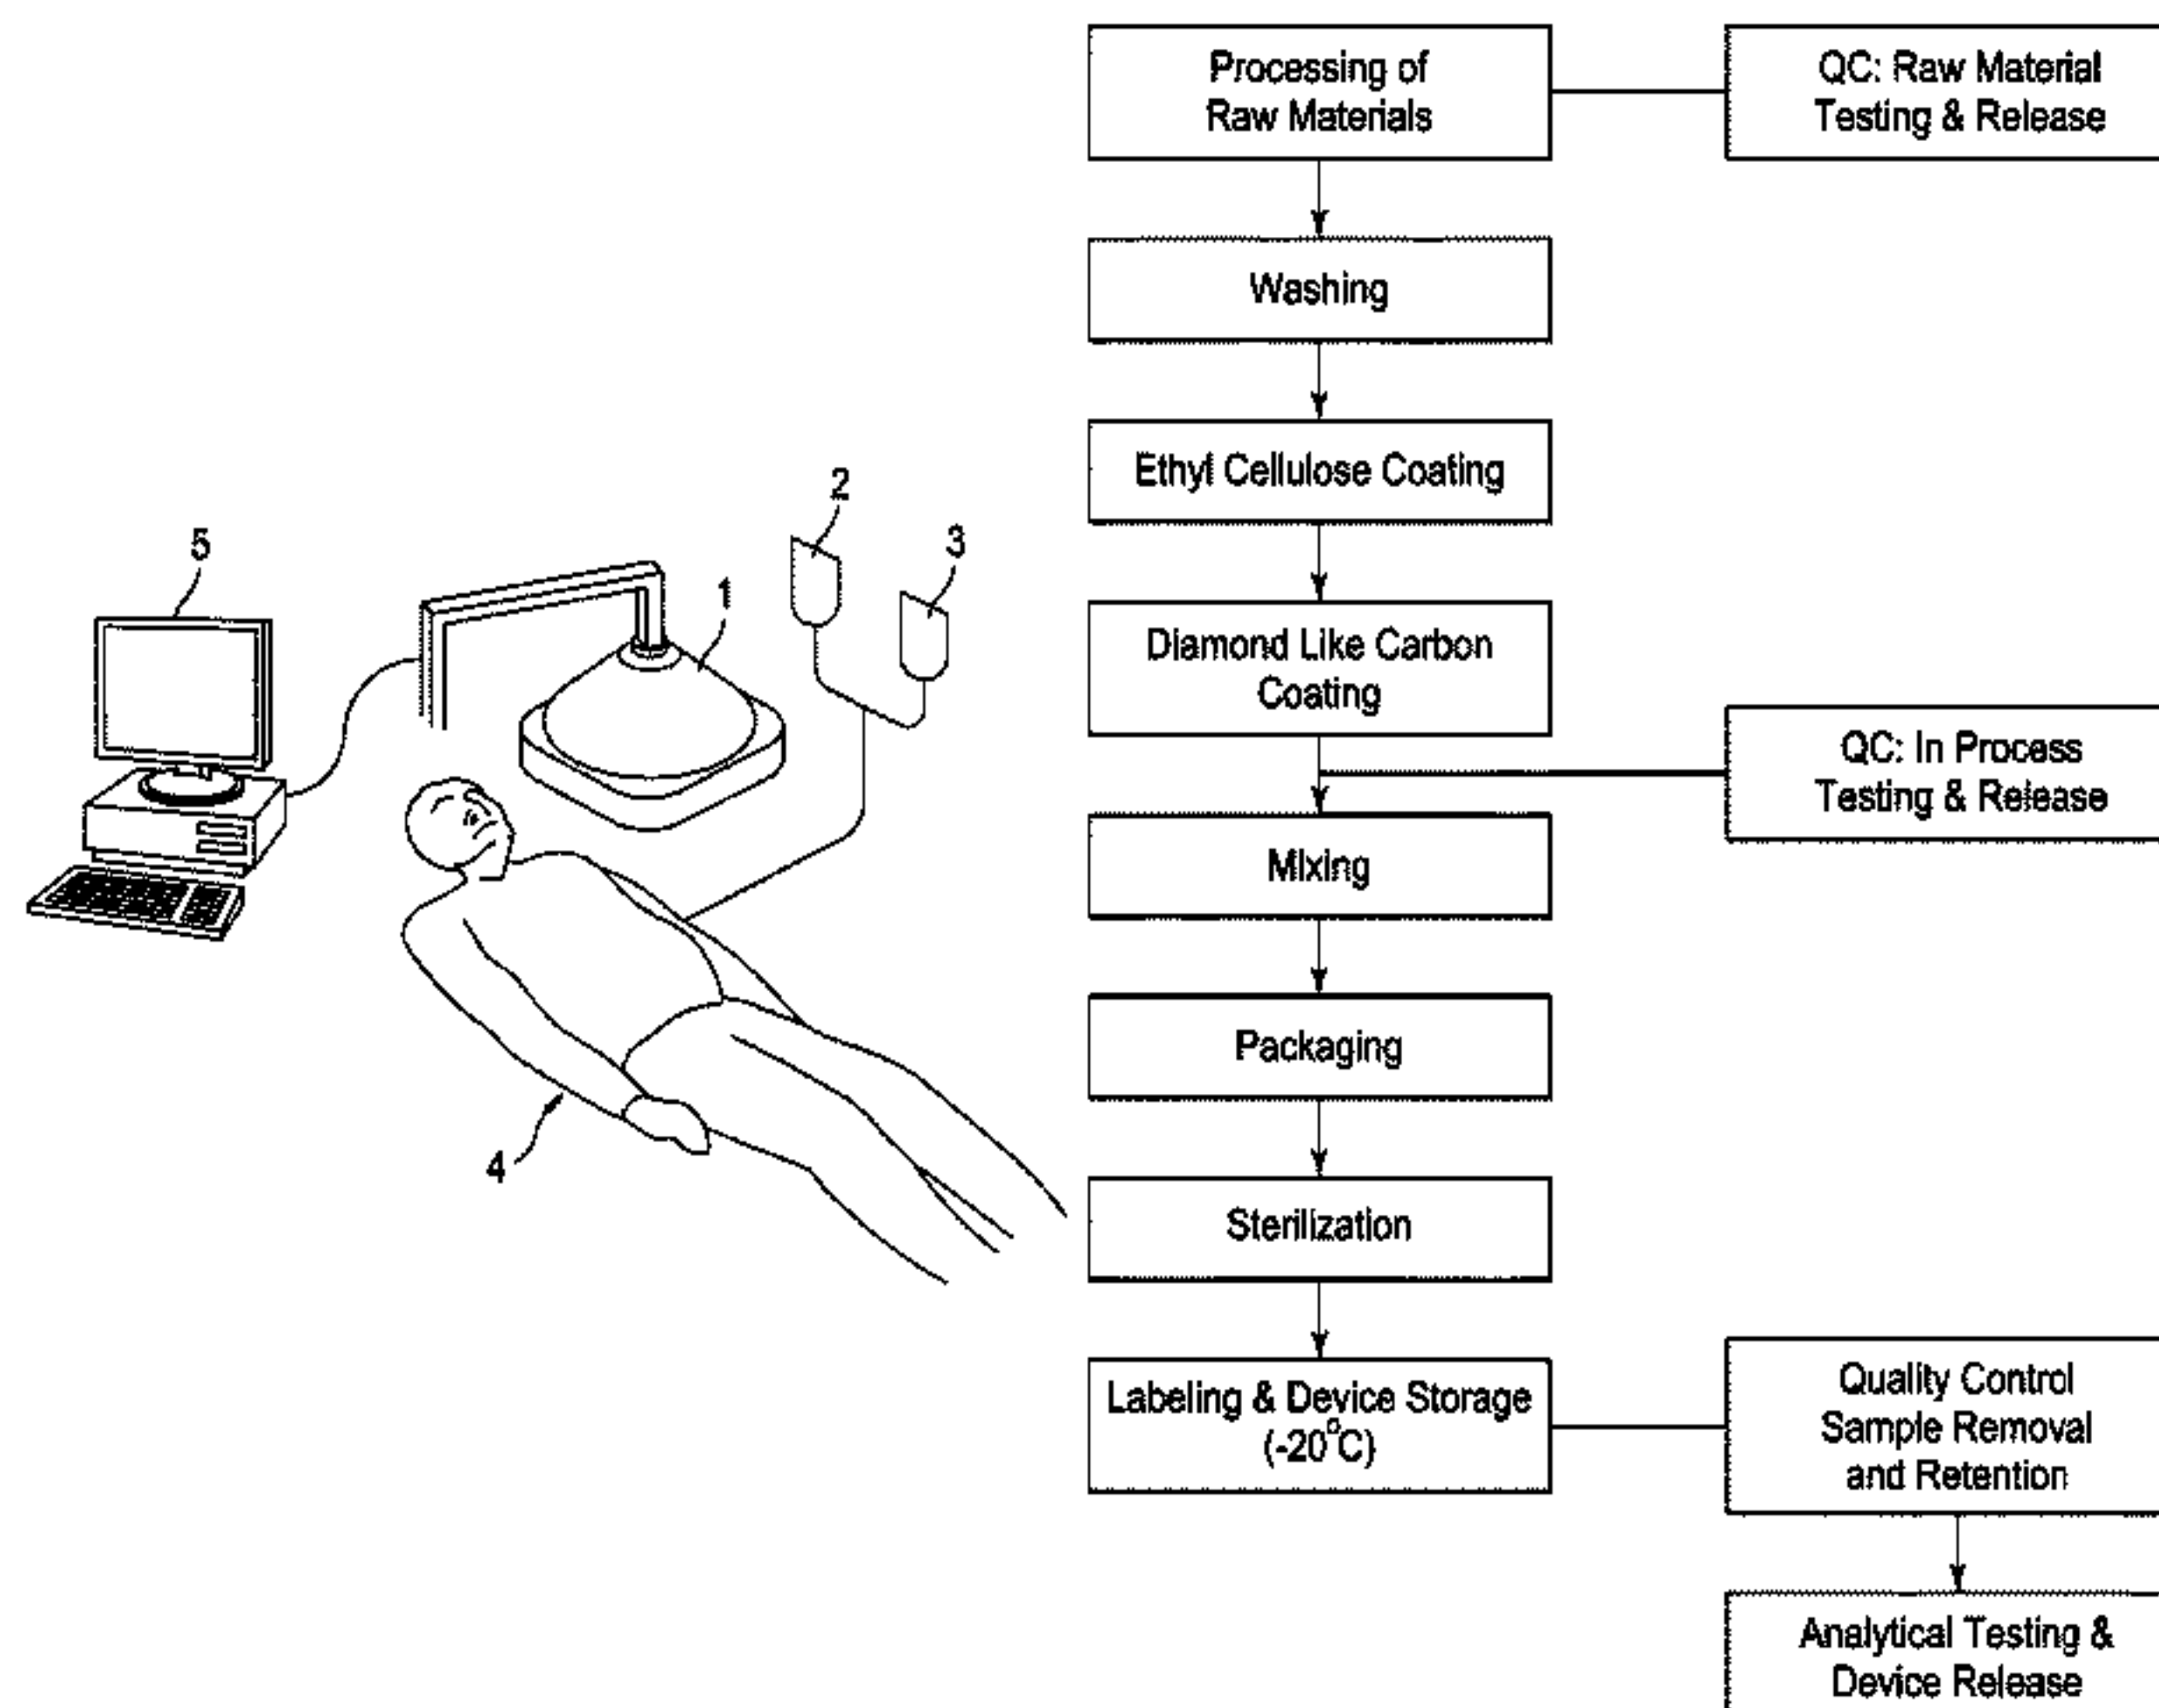 Processing of
Raw Materials
QC: Raw Material
Testing & Release
Washing
Ethyl Cellulose Coating
Diamond Like Carbon
Coating
QC: In Process
Testing & Release
Mixing
Packaging
Sterilization
Labeling & Device Storage
(-20°C)
Quality Control
Sample Removal
and Retention
Analytical Testing &
Device Release
5
1
2
3
4